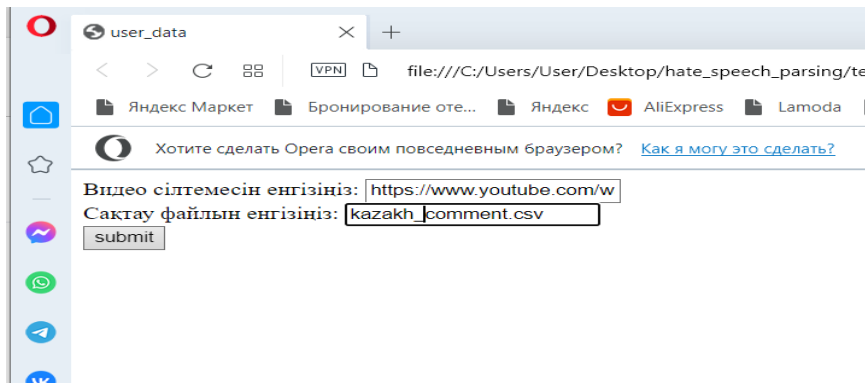 user_data
VPN file:///C:/Users/User/Desktop/hate_speech_parsing/te
Яндекс Маркет Бронирование оте... Яндекс AliExpress Lamoda
Хотите сделать Opera своим повседневным браузером? Как я могу это сделать?
Видео сілтемесін енгізіңіз: https://www.youtube.com/w
Сақтау файлын енгізіңіз: kazakh_comment.csv
submit